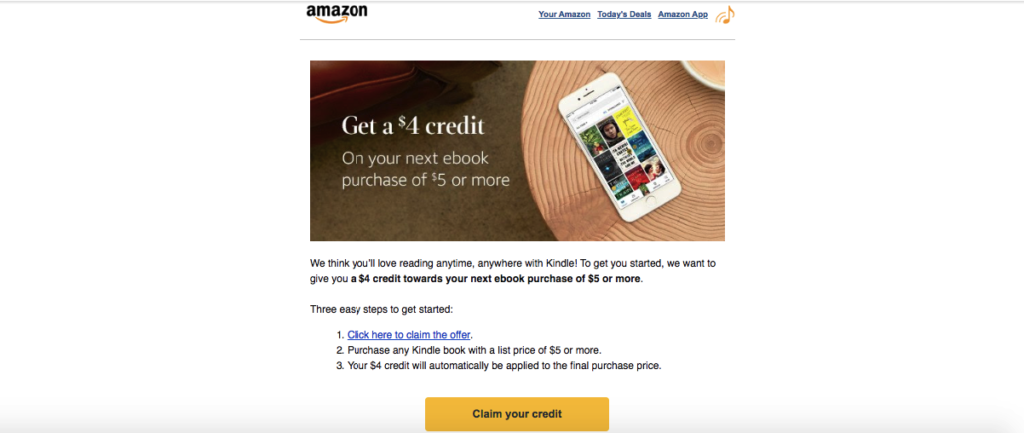 amazon
Your Amazon Today's Deals Amazon App
Get a $4 credit
On your next ebook
purchase of $5 or more
We think you'll love reading anytime, anywhere with Kindle! To get you started, we want to
give you a $4 credit towards your next ebook purchase of $5 or more.
Three easy steps to get started:
1. Click here to claim the offer.
2. Purchase any Kindle book with a list price of $5 or more.
3. Your $4 credit will automatically be applied to the final purchase price.
Claim your credit